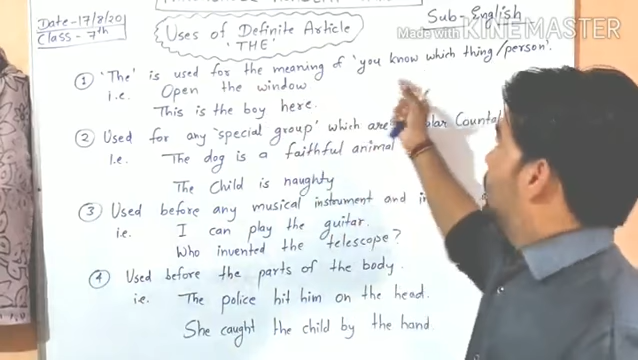 Date-17/8/20
Class-7th
Sub-English
Made with KINEMASTER
Uses of Definite Article
'THE'
① 'The' is used for the meaning of 'you know which thing/person'.
i.e. Open the window
This is the boy here.
② Used for any 'special group' which are
I.e. The dog is a faithful animal
The Child is naughty
③ Used before any musical instrument and
i.e. I can play the guitar.
Who invented the telescope?
④ Used before the parts of the body.
ie. The police hit him on the head.
She caught the child by the hand.